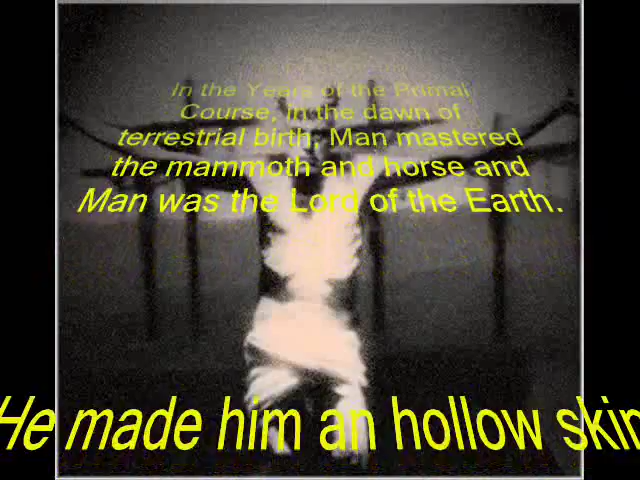 In the Years of the Primal
Course, in the dawn of
terrestrial birth, Man mastered
the mammoth and horse and
Man was the Lord of the Earth.
He made him an hollow skin